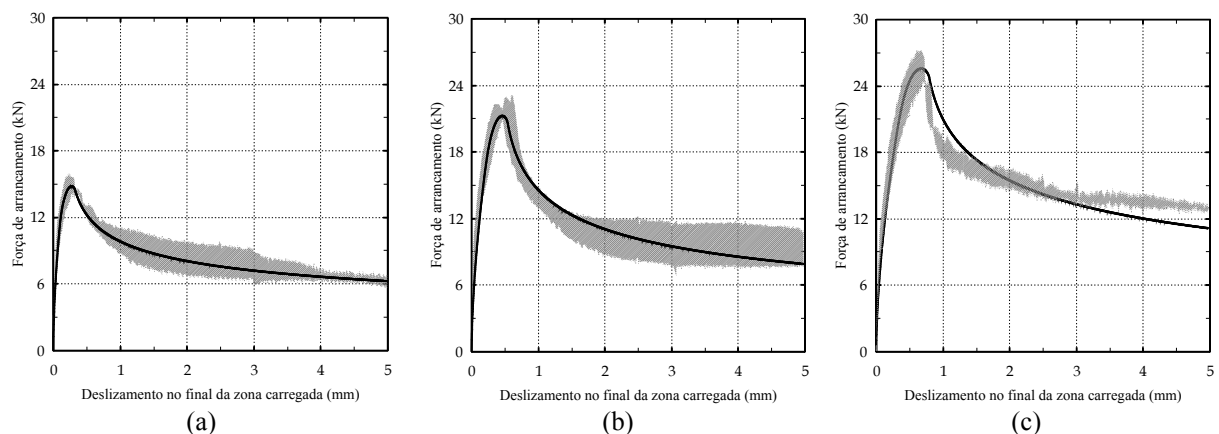 30
24
18
12
6
0
Força de arrancamento (kN)
0 1 2 3 4 5
Deslizamento no final da zona carregada (mm)
(a)
30
24
18
12
6
0
Força de arrancamento (kN)
0 1 2 3 4 5
Deslizamento no final da zona carregada (mm)
(b)
30
24
18
12
6
0
Força de arrancamento (kN)
0 1 2 3 4 5
Deslizamento no final da zona carregada (mm)
(c)